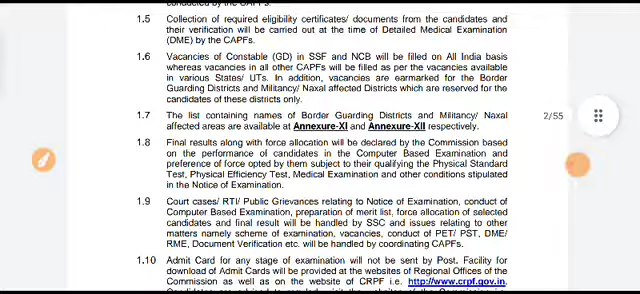 conducted by the CAPFs.
1.5 Collection of required eligibility certificates/ documents from the candidates and
their verification will be carried out at the time of Detailed Medical Examination
(DME) by the CAPFs.
1.6 Vacancies of Constable (GD) in SSF and NCB will be filled on All India basis
whereas vacancies in all other CAPFs will be filled as per the vacancies available
in various States/ UTs. In addition, vacancies are earmarked for the Border
Guarding Districts and Militancy/ Naxal affected Districts which are reserved for the
candidates of these districts only.
1.7 The list containing names of Border Guarding Districts and Militancy/ Naxal
affected areas are available at Annexure-XI and Annexure-XII respectively.
2/55
1.8 Final results along with force allocation will be declared by the Commission based
on the performance of candidates in the Computer Based Examination and
preference of force opted by them subject to their qualifying the Physical Standard
Test, Physical Efficiency Test, Medical Examination and other conditions stipulated
in the Notice of Examination.
1.9 Court cases/ RTI/ Public Grievances relating to Notice of Examination, conduct of
Computer Based Examination, preparation of merit list, force allocation of selected
candidates and final result will be handled by SSC and issues relating to other
matters namely scheme of examination, vacancies, conduct of PET/ PST, DME/
RME, Document Verification etc. will be handled by coordinating CAPFs.
1.10 Admit Card for any stage of examination will not be sent by Post. Facility for
download of Admit Cards will be provided at the websites of Regional Offices of the
Commission as well as on the website of CRPF i.e. http://www.crpf.gov.in.